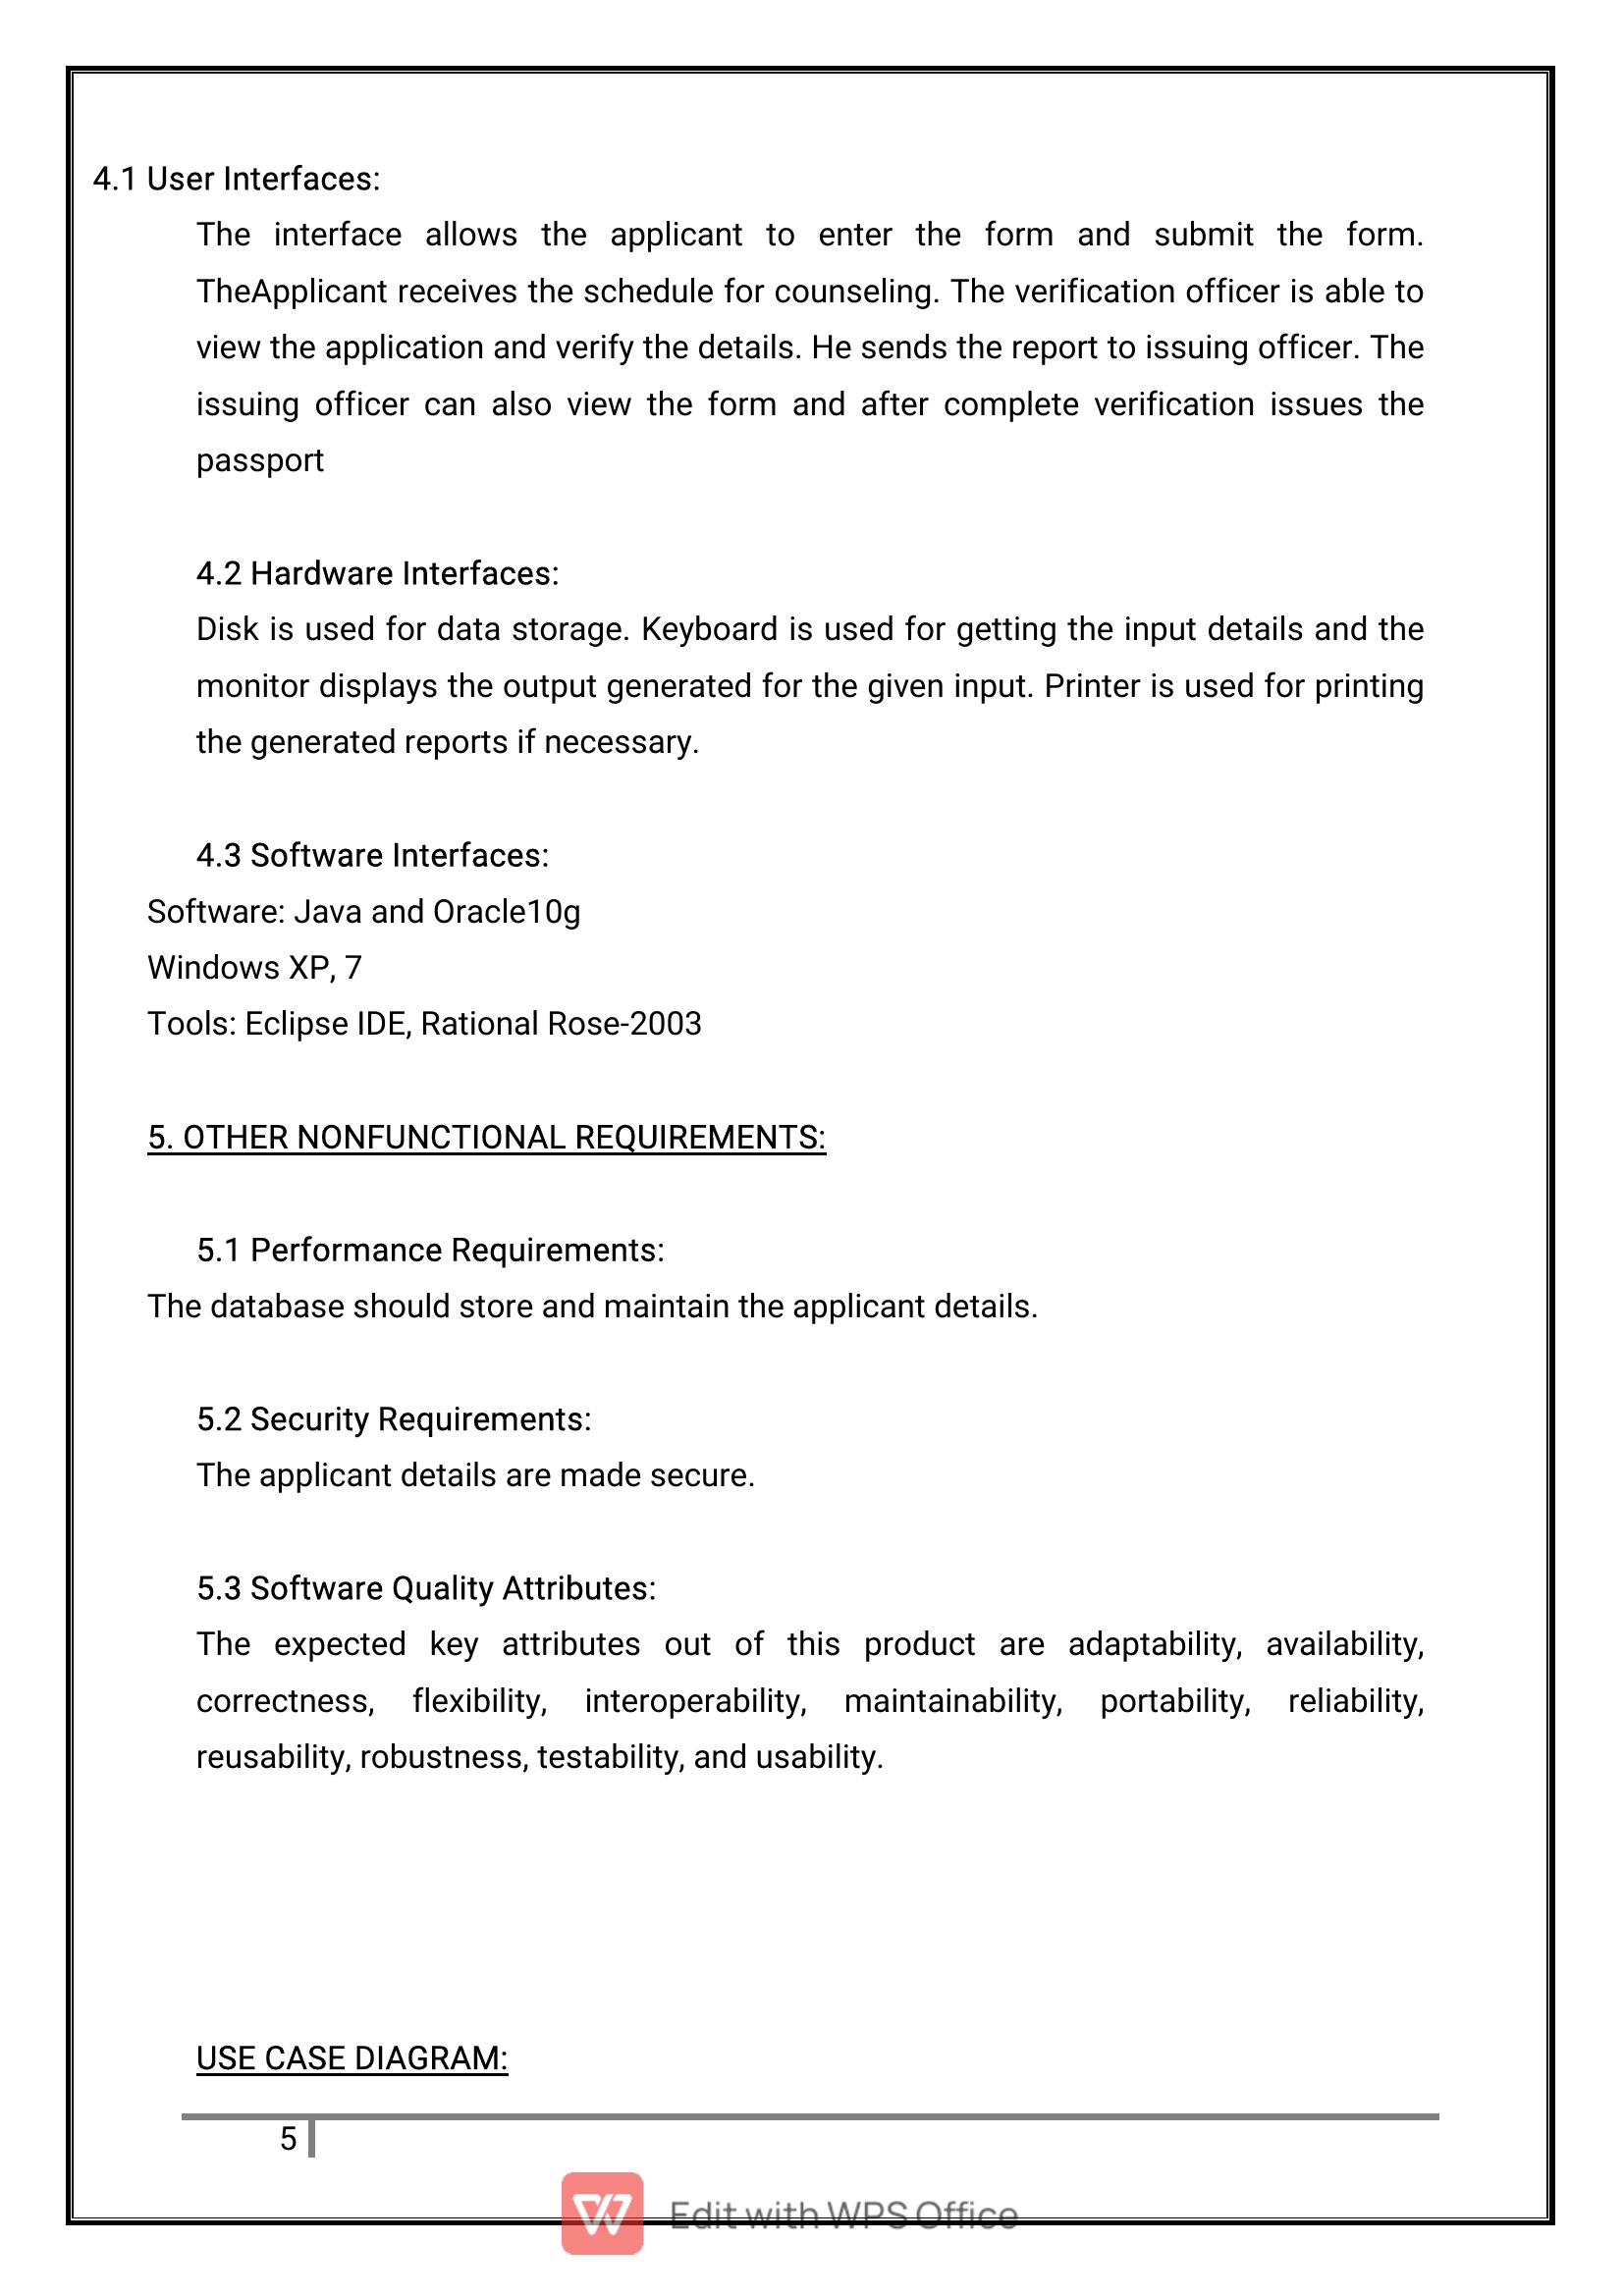 4.1 User Interfaces:
The interface allows the applicant to enter the form and submit the form.
TheApplicant receives the schedule for counseling. The verification officer is able to
view the application and verify the details. He sends the report to issuing officer. The
issuing officer can also view the form and after complete verification issues the
passport
4.2 Hardware Interfaces:
Disk is used for data storage. Keyboard is used for getting the input details and the
monitor displays the output generated for the given input. Printer is used for printing
the generated reports if necessary.
4.3 Software Interfaces:
Software: Java and Oracle10g
Windows XP, 7
Tools: Eclipse IDE, Rational Rose-2003
5. OTHER NONFUNCTIONAL REQUIREMENTS:
5.1 Performance Requirements:
The database should store and maintain the applicant details.
5.2 Security Requirements:
The applicant details are made secure.
5.3 Software Quality Attributes:
The expected key attributes out of this product are adaptability, availability,
correctness, flexibility, interoperability, maintainability, portability, reliability,
reusability, robustness, testability, and usability.
USE CASE DIAGRAM:
5
Edit with WPS Office